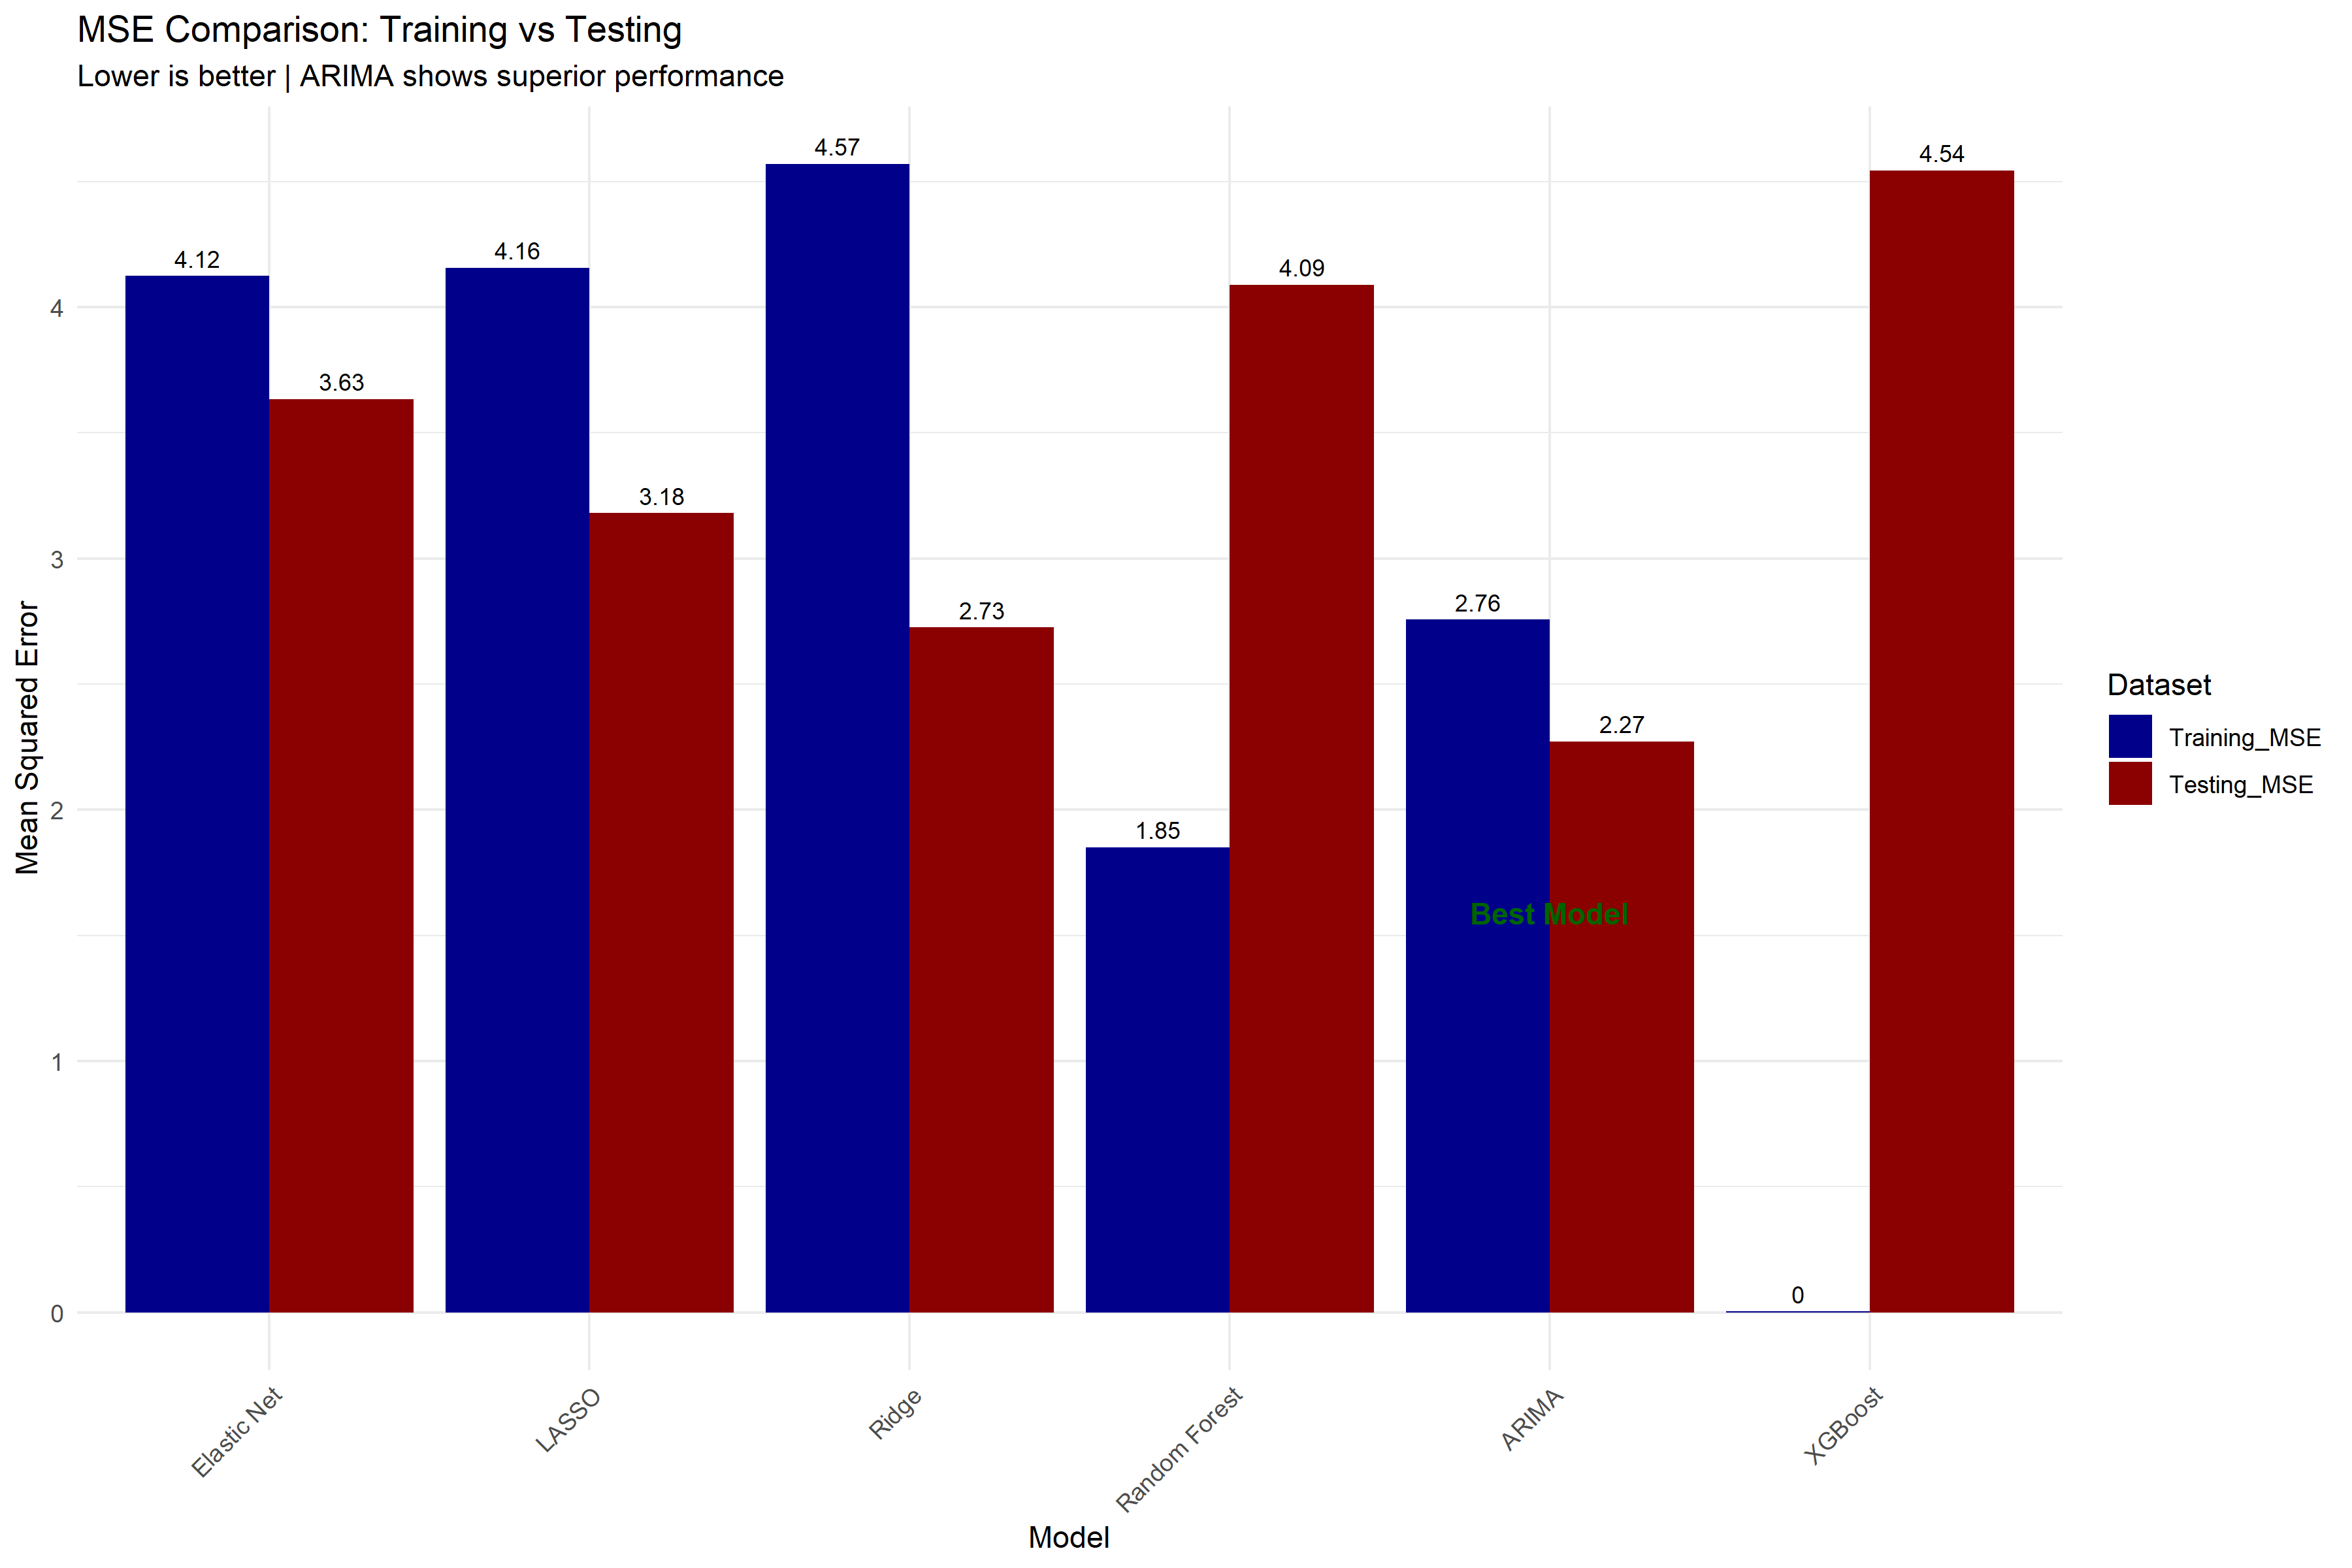 MSE Comparison: Training vs Testing
Lower is better | ARIMA shows superior performance
Mean Squared Error
4
3
2
1
0
4.12
3.63
4.16
3.18
4.57
2.73
1.85
4.09
2.76
2.27
0
4.54
Best Model
Elastic Net
LASSO
Ridge
Random Forest
ARIMA
XGBoost
Model
Dataset
Training_MSE
Testing_MSE